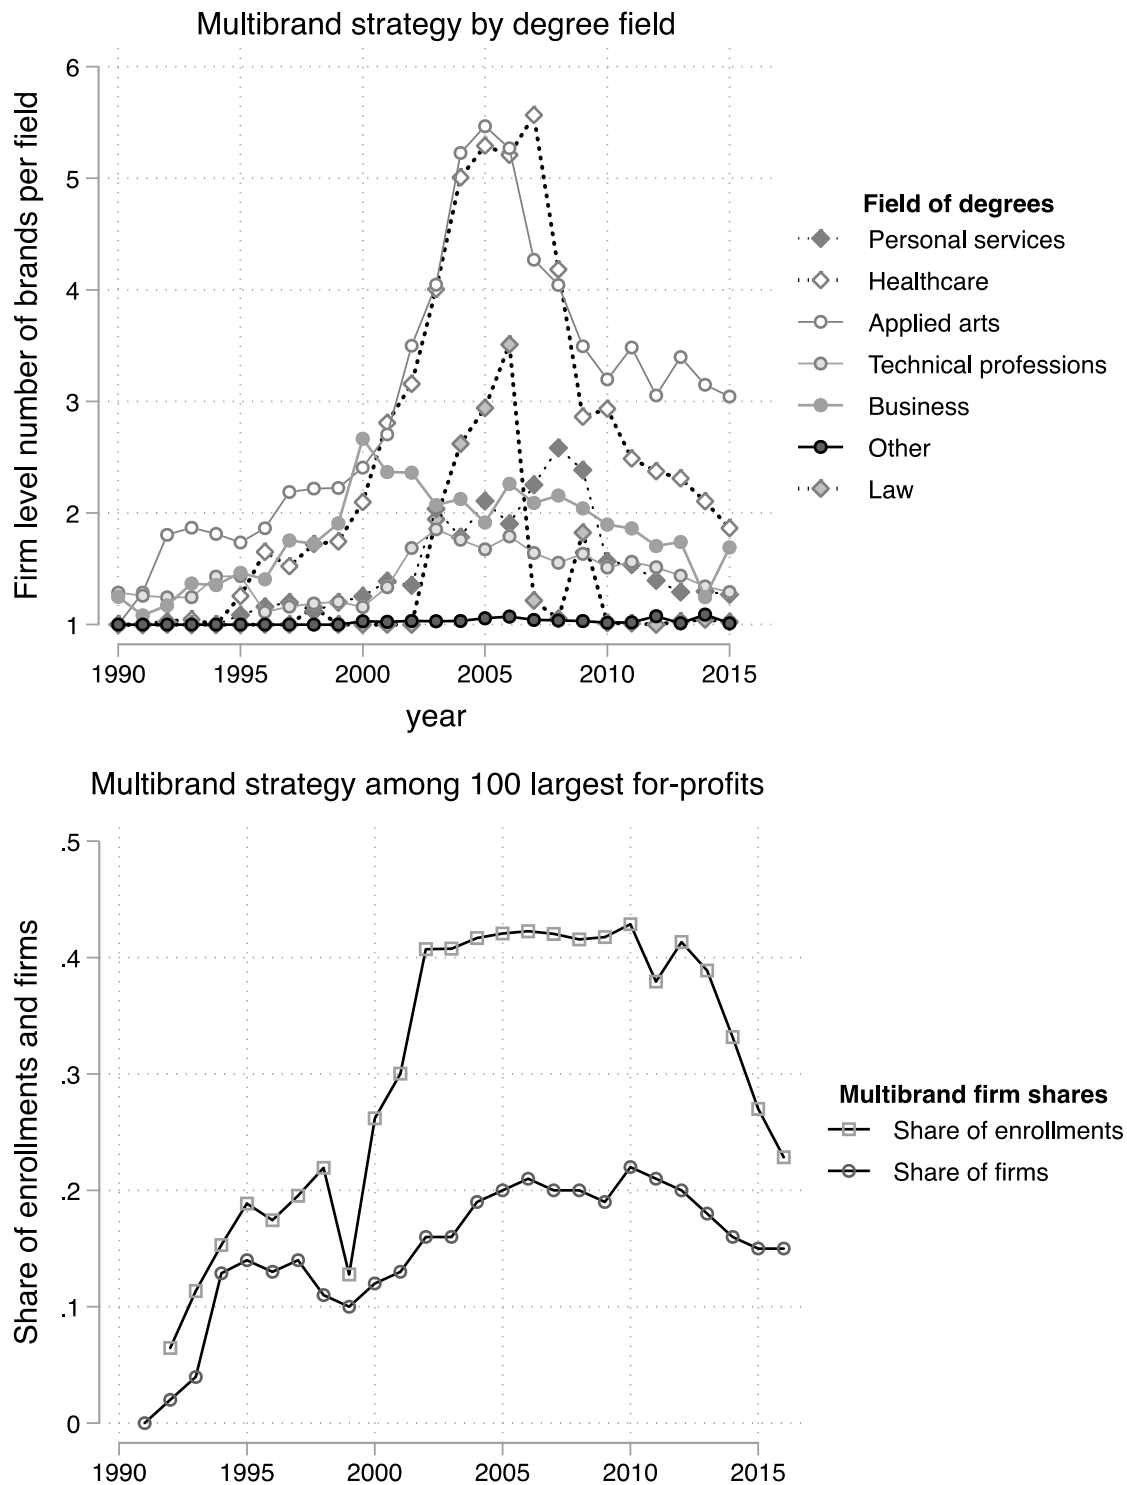 Multibrand strategy by degree field
Firm level number of brands per field
6
5
4
3
2
1
1990 1995 2000 2005 2010 2015
year
Field of degrees
Personal services
Healthcare
Applied arts
Technical professions
Business
Other
Law
Multibrand strategy among 100 largest for-profits
Share of enrollments and firms
.5
.4
.3
.2
.1
0
1990 1995 2000 2005 2010 2015
Multibrand firm shares
Share of enrollments
Share of firms